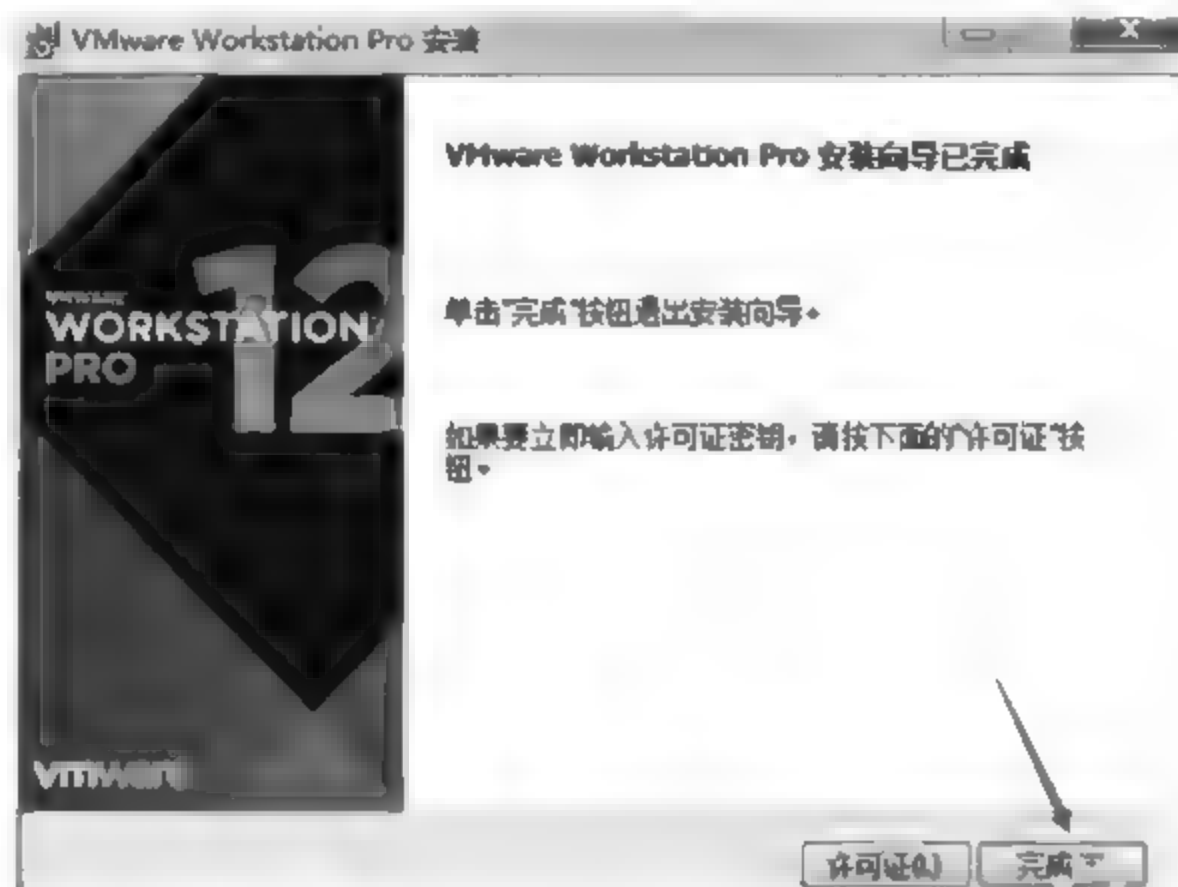 VMware Workstation Pro 安装
VMware Workstation Pro 安装向导已完成
vmware
WORKSTATION
PRO
12
单击"完成"按钮退出安装向导。
如果要立即输入许可证密钥，请按下面的"许可证"按
钮。
vmware
许可证(L)
完成